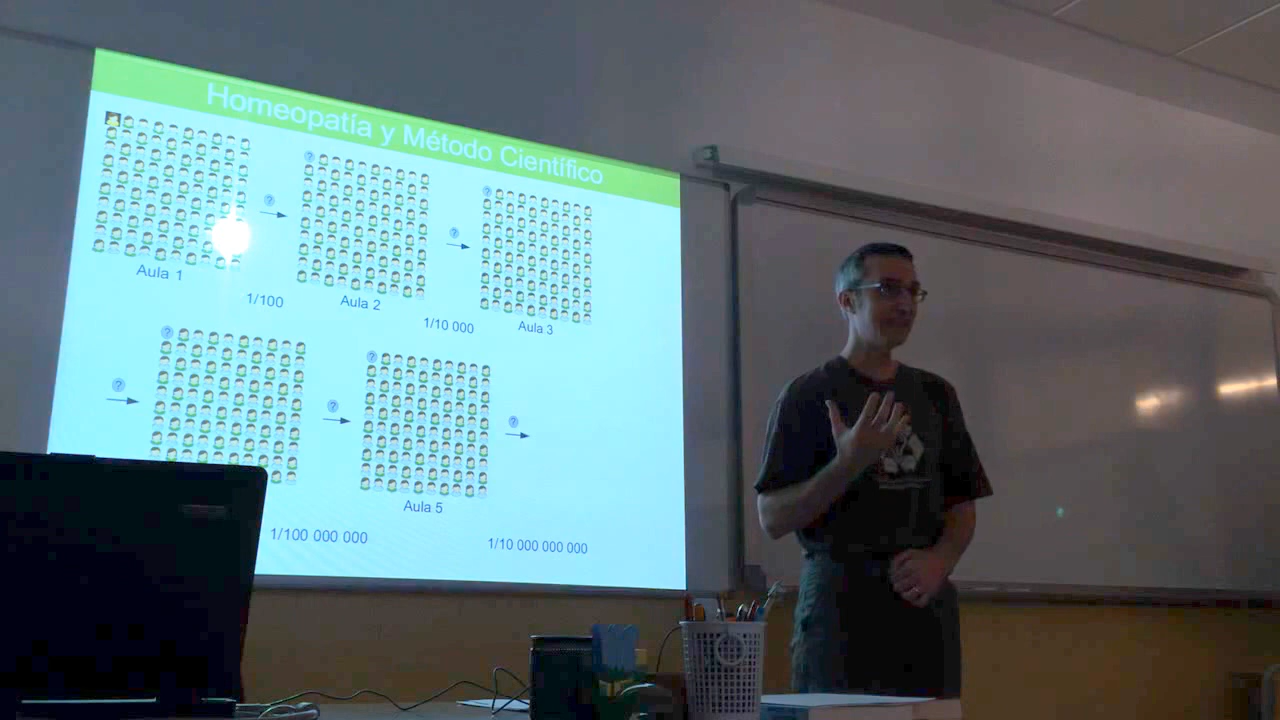 Homeopatía y Método Científico
?
?
?
?
Aula 1
1/100
Aula 2
1/10 000
Aula 3
?
?
?
?
?
Aula 5
1/100 000 000
1/10 000 000 000